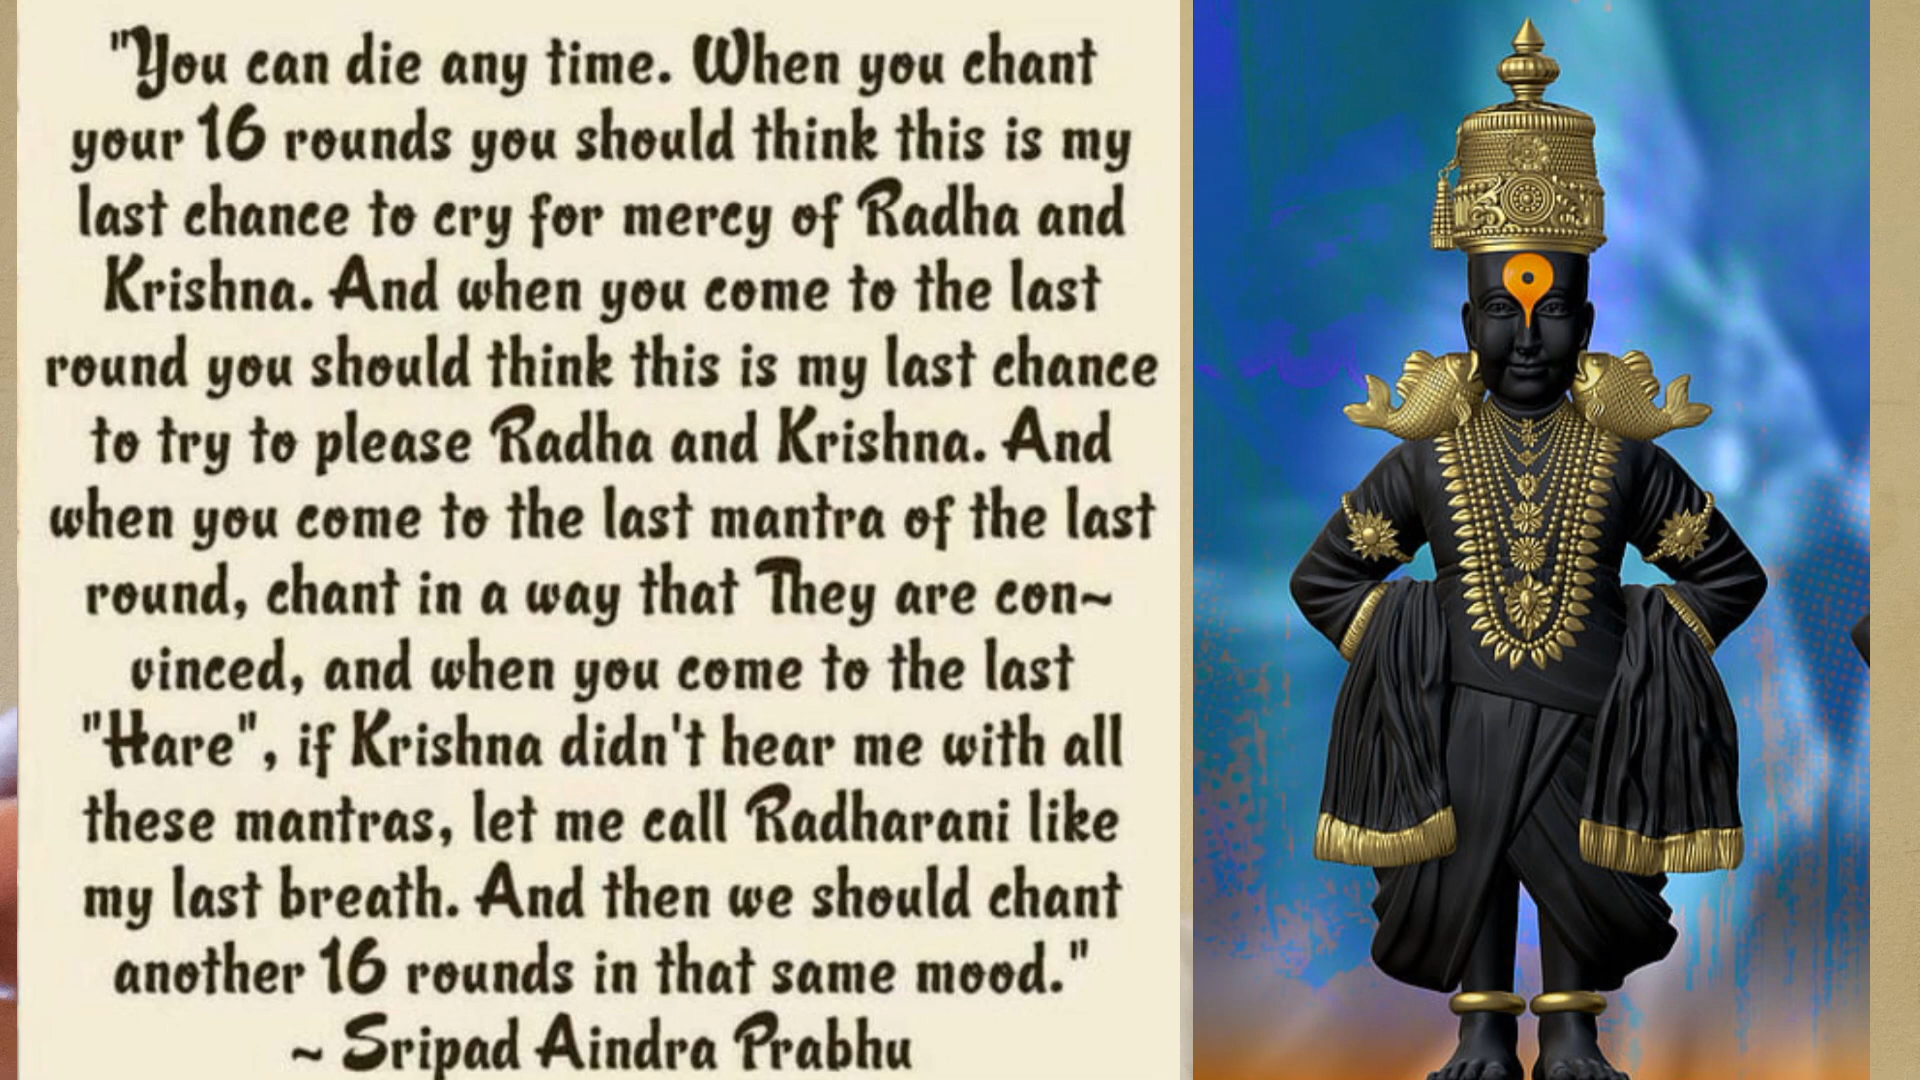 "You can die any time. When you chant
your 16 rounds you should think this is my
last chance to cry for mercy of Radha and
Krishna. And when you come to the last
round you should think this is my last chance
to try to please Radha and Krishna. And
when you come to the last mantra of the last
round, chant in a way that They are con~
vinced, and when you come to the last
"Hare", if Krishna didn't hear me with all
these mantras, let me call Radharani like
my last breath. And then we should chant
another 16 rounds in that same mood."
~ Sripad Aindra Prabhu